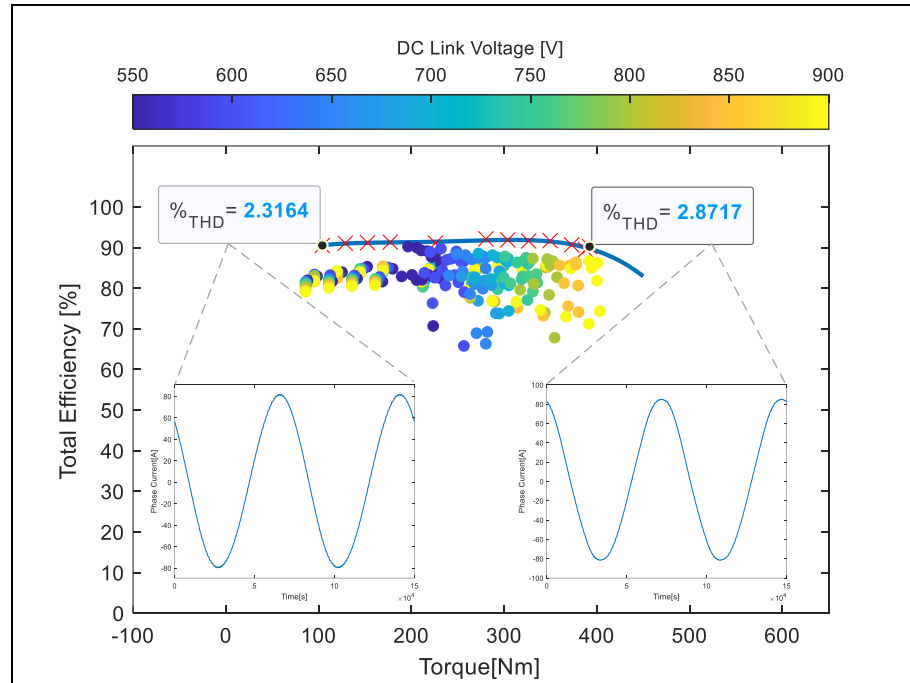 DC Link Voltage [V]
550 600 650 700 750 800 850 900
%THD= 2.3164
%THD= 2.8717
Total Efficiency [%]
100
90
80
70
60
50
40
30
20
10
0
-100 0 100 200 300 400 500 600
Torque[Nm]
Phase Current[A]
80
60
40
20
0
-20
-40
-60
-80
0 5 10 15
Time[s]
×10⁴
Phase Current[A]
100
80
60
40
20
0
-20
-40
-60
-80
-100
0 5 10 15
Time[s]
×10⁴